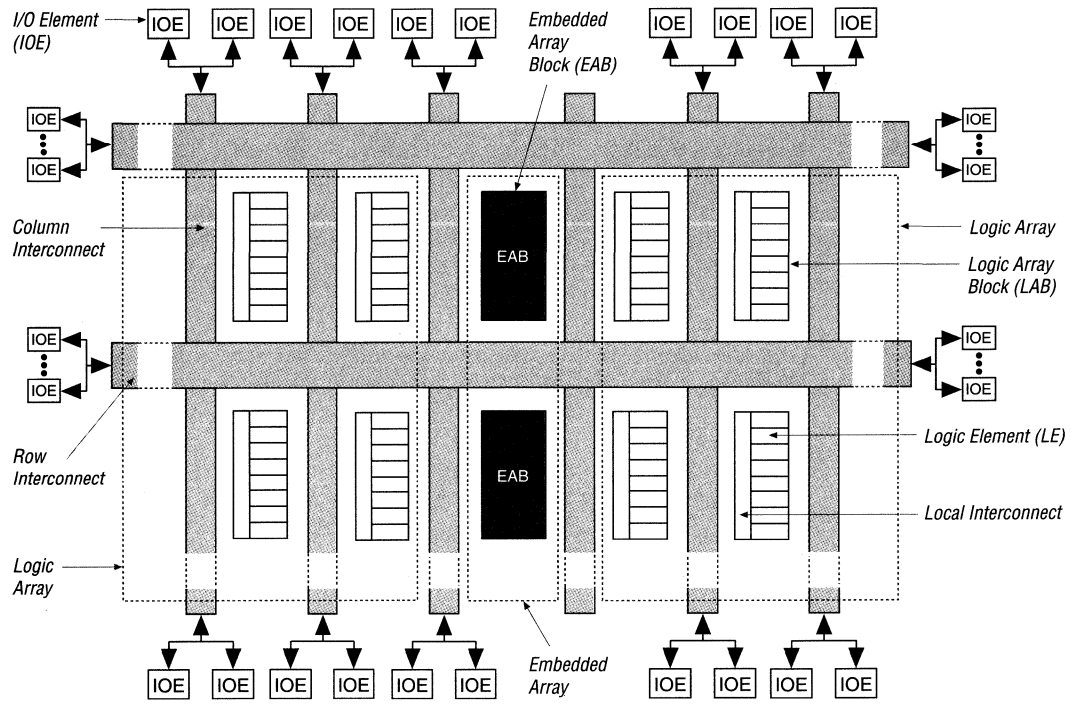 I/O Element
(IOE)
IOE IOE IOE IOE IOE IOE
Embedded
Array
Block (EAB)
IOE IOE IOE IOE
IOE
IOE
IOE
IOE
Column
Interconnect
EAB
Logic Array
Logic Array
Block (LAB)
IOE
IOE
IOE
IOE
Row
Interconnect
EAB
Logic Element (LE)
Local Interconnect
Logic
Array
Embedded
Array
IOE IOE IOE IOE IOE IOE
IOE IOE IOE IOE